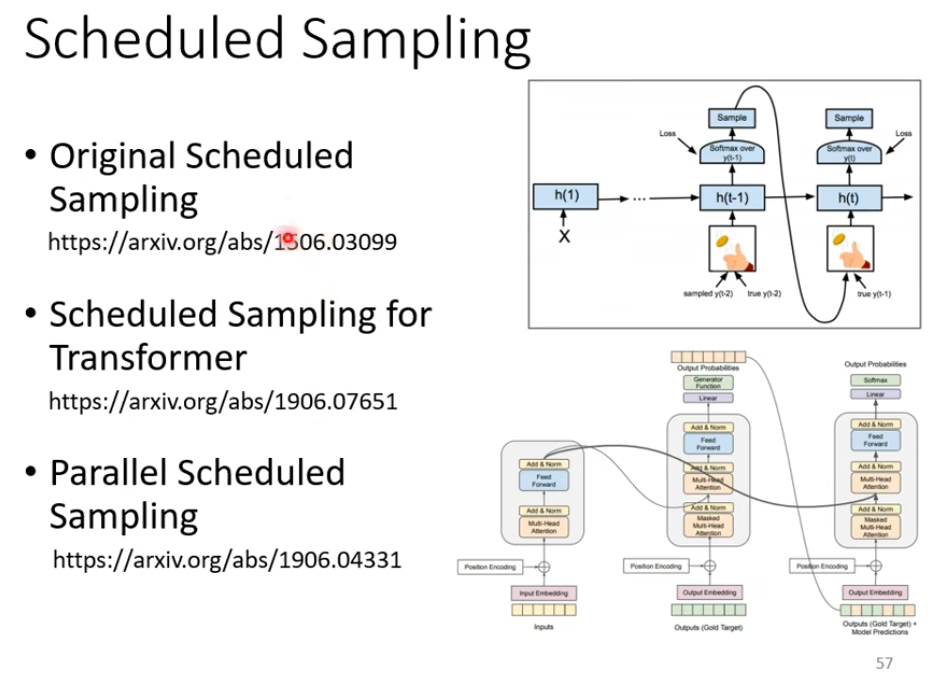 Scheduled Sampling
• Original Scheduled
Sampling
https://arxiv.org/abs/1506.03099
• Scheduled Sampling for
Transformer
https://arxiv.org/abs/1906.07651
• Parallel Scheduled
Sampling
https://arxiv.org/abs/1906.04331
Sample
Sample
Loss
Loss
Softmax over
y(t-1)
Softmax over
y(t)
h(1)
...
h(t-1)
h(t)
X
sampled y(t-2)
true y(t-2)
true y(t-1)
Output Probabilities
Generator
Function
Linear
Add & Norm
Feed
Forward
Add & Norm
Multi-Head
Attention
Add & Norm
Masked
Multi-Head
Attention
Position Encoding
Output Embedding
Outputs (Gold Target)
Output Probabilities
Softmax
Linear
Add & Norm
Feed
Forward
Add & Norm
Multi-Head
Attention
Add & Norm
Masked
Multi-Head
Attention
Position Encoding
Output Embedding
Outputs (Gold Target) +
Model Predictions
Add & Norm
Feed
Forward
Add & Norm
Multi-Head
Attention
Position Encoding
Input Embedding
Inputs
57